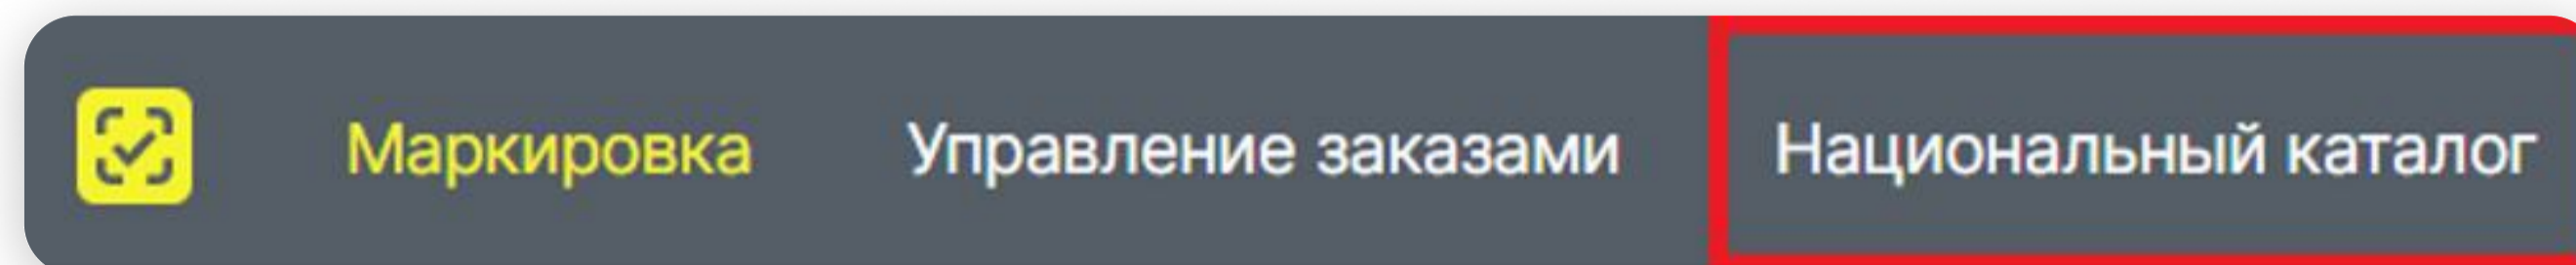 Маркировка Управление заказами Национальный каталог